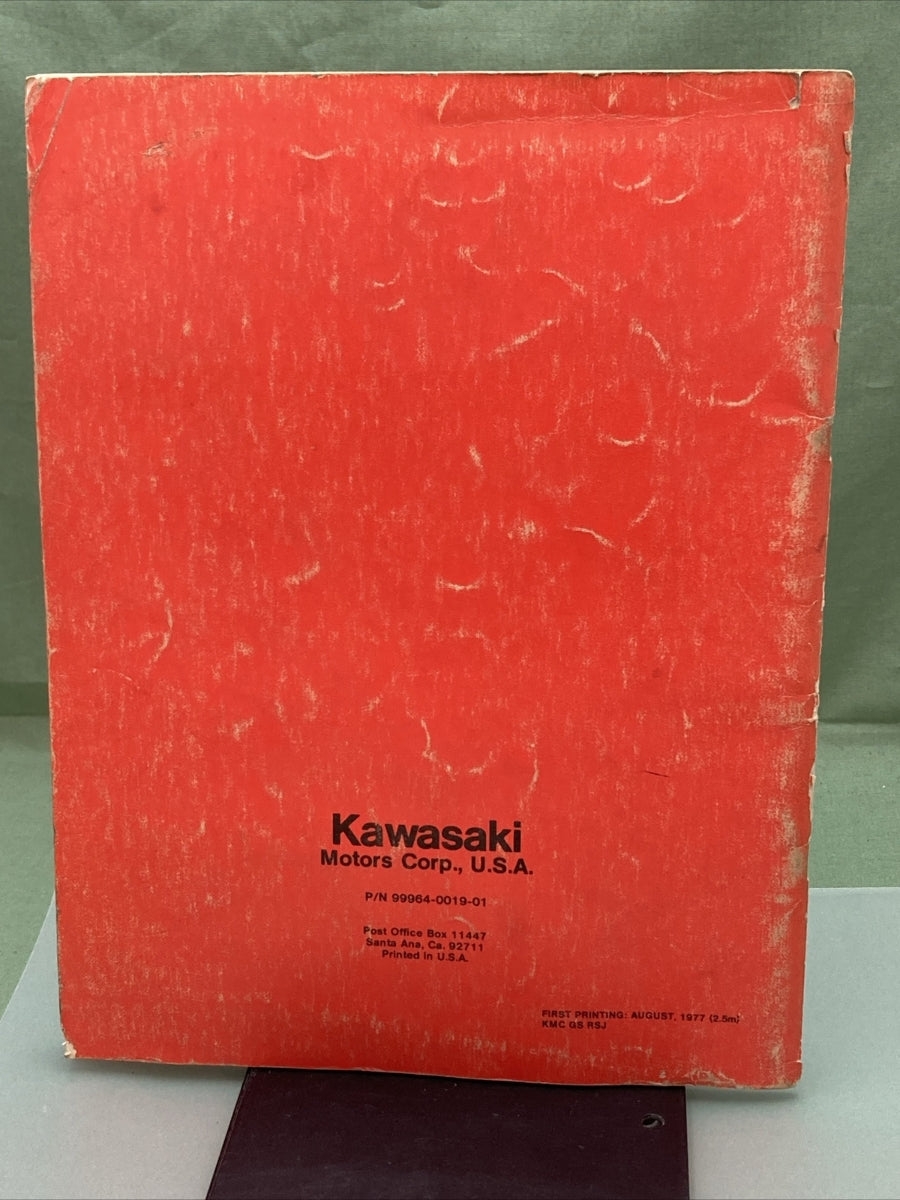 Kawasaki
Motors Corp., U.S.A.
P/N 99964-0019-01
Post Office Box 11447
Santa Ana, Ca. 92711
Printed in U.S.A.
FIRST PRINTING: AUGUST, 1977 (2.5m)
KMC GS RSJ